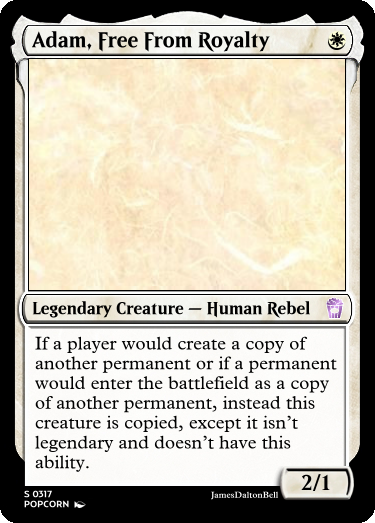 Adam, Free From Royalty
Legendary Creature — Human Rebel
If a player would create a copy of
another permanent or if a permanent
would enter the battlefield as a copy
of another permanent, instead this
creature is copied, except it isn't
legendary and doesn't have this
ability.
2/1
S 0317
POPCORN
JamesDaltonBell